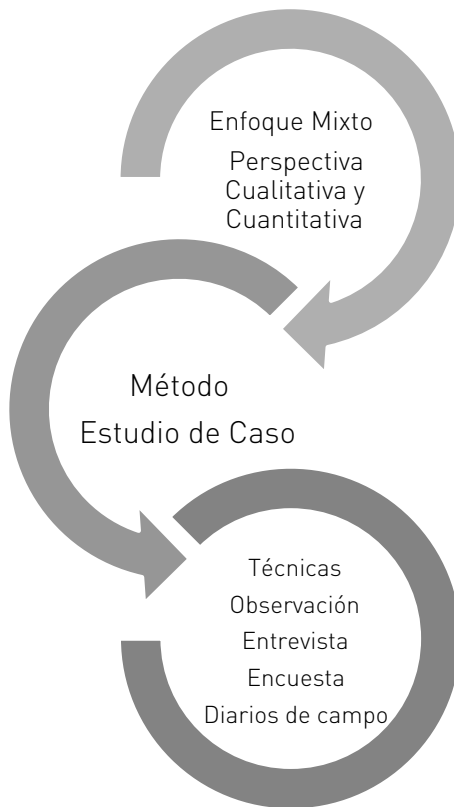 Enfoque Mixto
Perspectiva
Cualitativa y
Cuantitativa
Método
Estudio de Caso
Técnicas
Observación
Entrevista
Encuesta
Diarios de campo